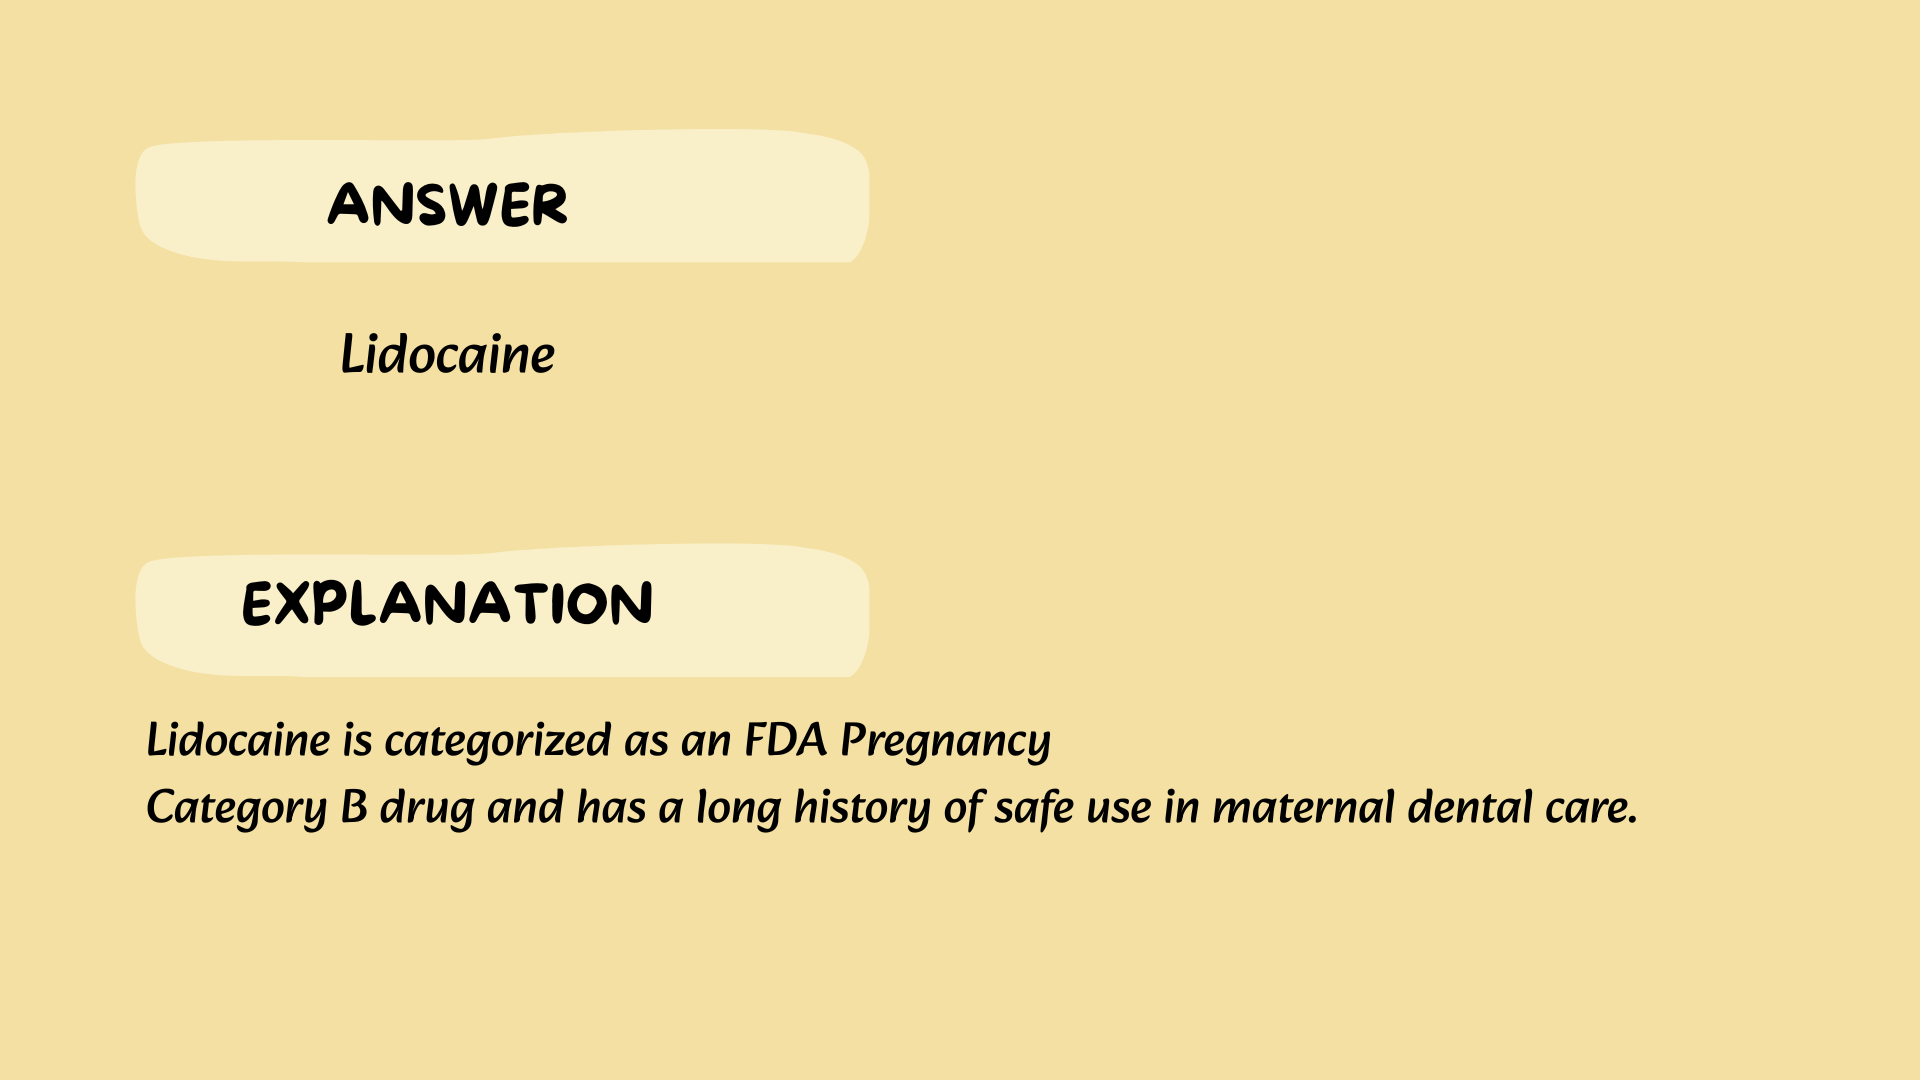 ANSWER
Lidocaine
EXPLANATION
Lidocaine is categorized as an FDA Pregnancy
Category B drug and has a long history of safe use in maternal dental care.